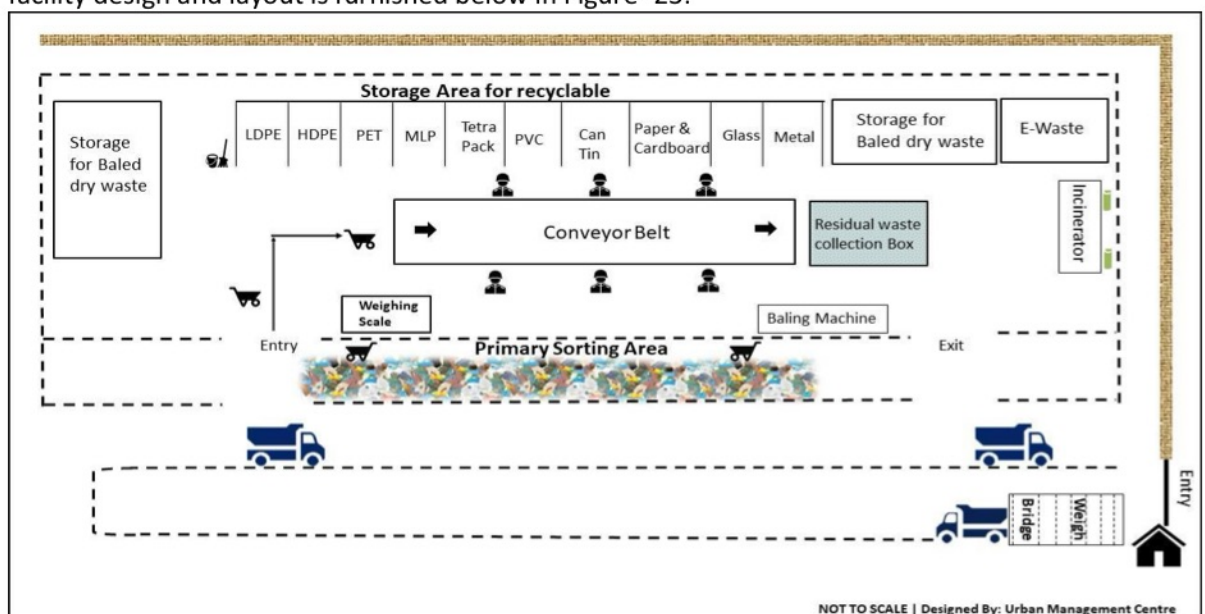 facility design and layout is furnished below in Figure- 23:
Storage Area for recyclable
Storage
for Baled
dry waste
LDPE
HDPE
PET
MLP
Tetra
Pack
PVC
Can
Tin
Paper &
Cardboard
Glass
Metal
Storage for
Baled dry waste
E-Waste
Incinerator
Conveyor Belt
Residual waste
collection Box
Weighing
Scale
Baling Machine
Entry
Primary Sorting Area
Exit
Entry
Weigh
Bridge
NOT TO SCALE | Designed By: Urban Management Centre